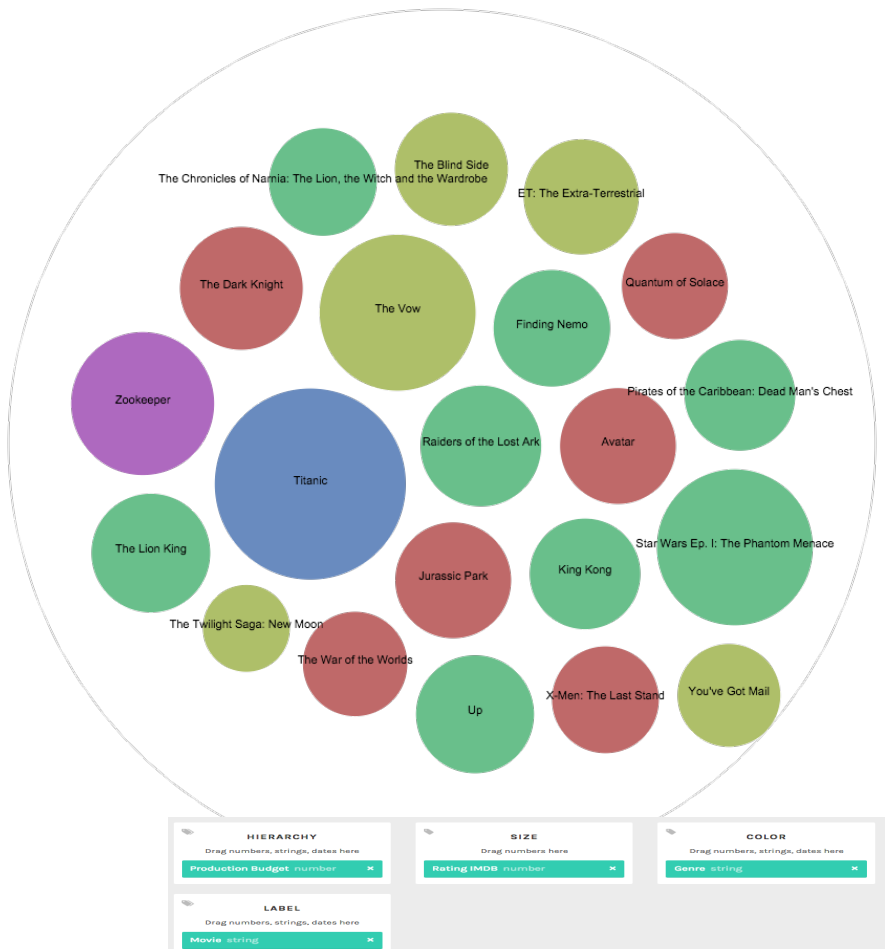 The Blind Side
The Chronicles of Narnia: The Lion, the Witch and the Wardrobe
ET: The Extra-Terrestrial
The Dark Knight
Quantum of Solace
The Vow
Finding Nemo
Zookeeper
Pirates of the Caribbean: Dead Man's Chest
Raiders of the Lost Ark
Avatar
Titanic
The Lion King
Star Wars Ep. I: The Phantom Menace
Jurassic Park
King Kong
The Twilight Saga: New Moon
The War of the Worlds
X-Men: The Last Stand
You've Got Mail
Up
HIERARCHY
Drag numbers, strings, dates here
Production Budget number ×
SIZE
Drag numbers here
Rating IMDB number ×
COLOR
Drag numbers, strings, dates here
Genre string ×
LABEL
Drag numbers, strings, dates here
Movie string ×